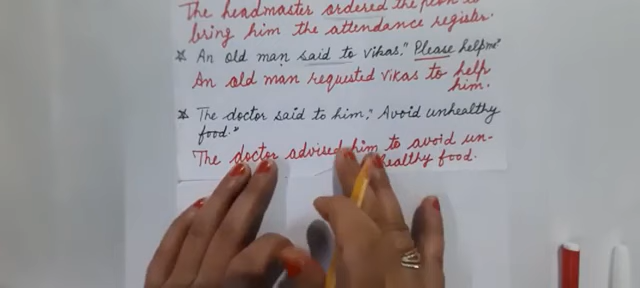 The headmaster ordered the peon to
bring him the attendance register.
* An old man said to Vikas," Please help me"
An old man requested Vikas to help
him.
* The doctor said to him," Avoid unhealthy
food."
The doctor advised him to avoid un-
healthy food.